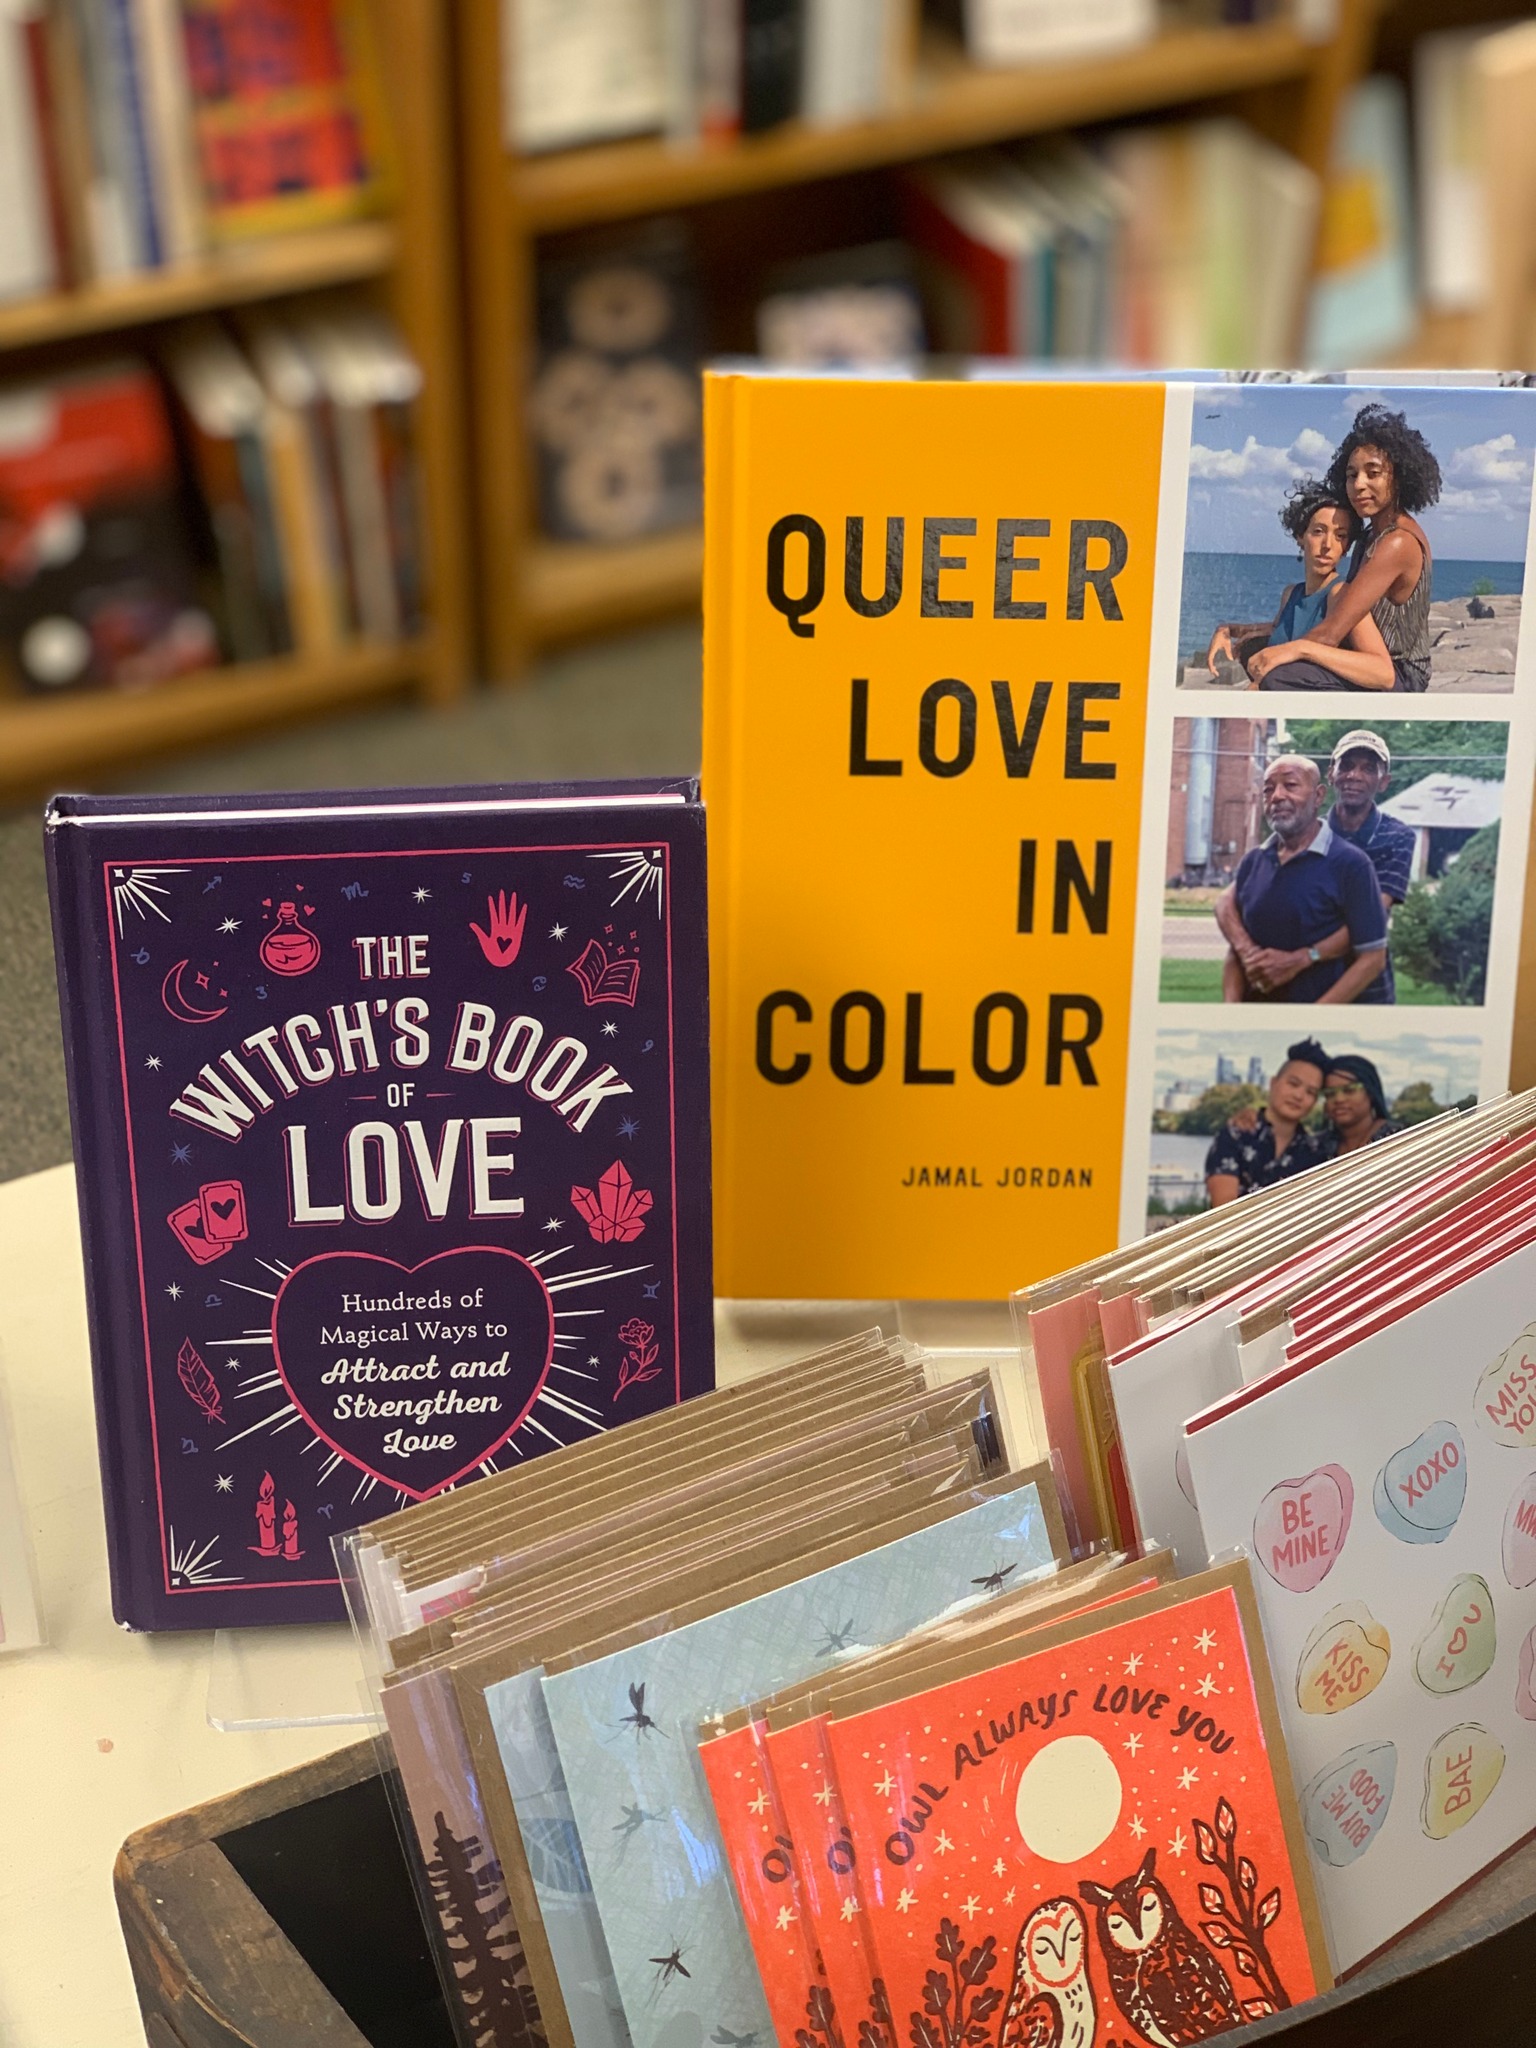 QUEER
LOVE
IN
COLOR
JAMAL JORDAN
THE
WITCH'S BOOK
OF
LOVE
Hundreds of
Magical Ways to
Attract and
Strengthen
Love
OWL ALWAYS LOVE YOU
MISS
YOU
XOXO
BE
MINE
I ♡ U
KISS
ME
BAE
BUY ME
FOOD